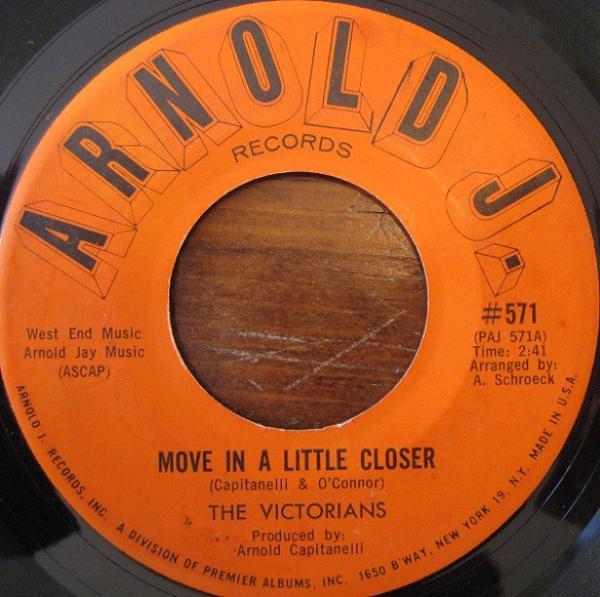 ARNOLD J.
RECORDS
#571
(PAJ 571A)
Time: 2:41
Arranged by:
A. Schroeck
West End Music
Arnold Jay Music
(ASCAP)
MOVE IN A LITTLE CLOSER
(Capitanelli & O'Connor)
THE VICTORIANS
Produced by:
Arnold Capitanelli
ARNOLD J. RECORDS, INC. A DIVISION OF PREMIER ALBUMS, INC. 1650 B'WAY, NEW YORK 19, N.Y. MADE IN U.S.A.